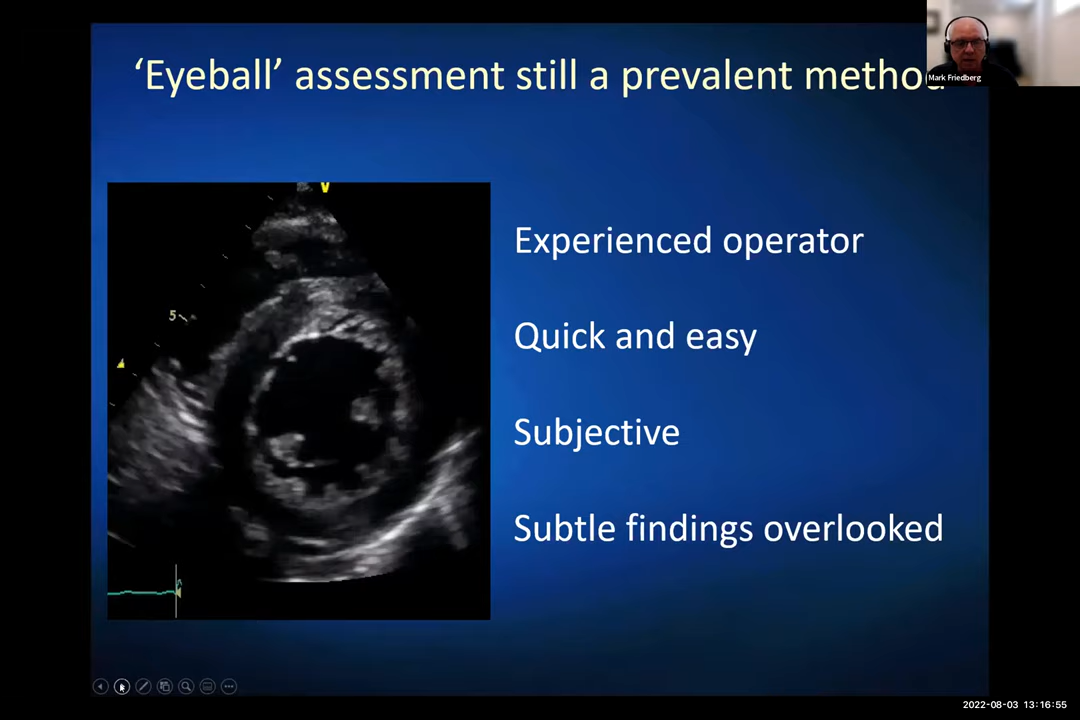 ‘Eyeball’ assessment still a prevalent method
Mark Friedberg
V
Experienced operator
5
Quick and easy
Subjective
Subtle findings overlooked
2022-08-03 13:16:55